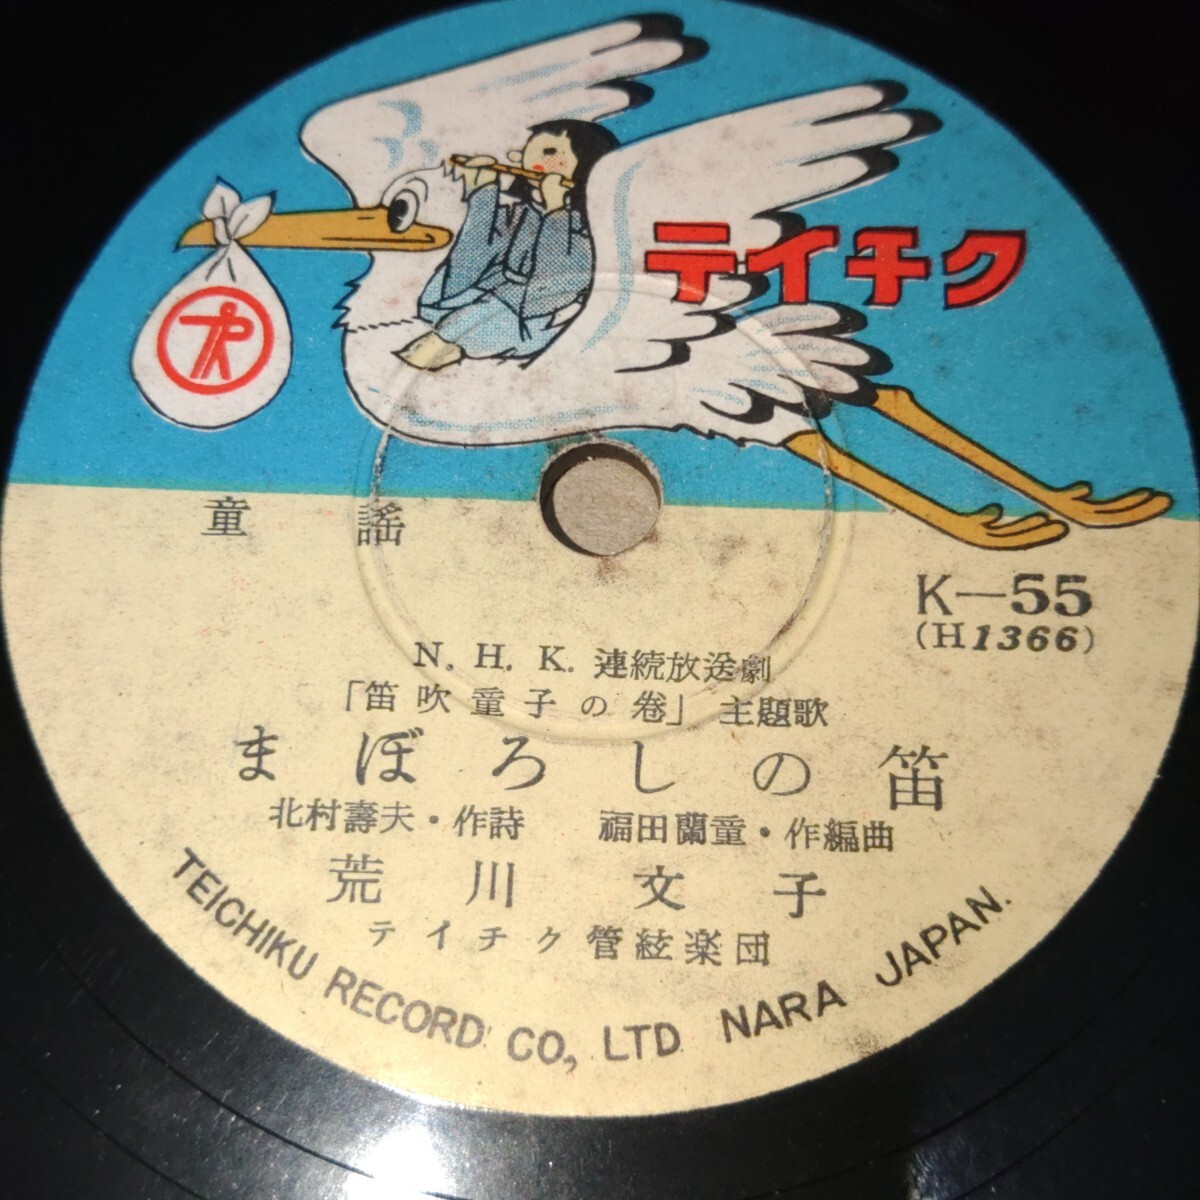 テイチク
童謡
K—55
(H1366)
N. H. K. 連続放送劇
「笛吹童子の巻」主題歌
まぼろしの笛
北村壽夫・作詩 福田蘭童・作編曲
荒川文子
テイチク管絃楽団
TEICHIKU RECORD CO., LTD. NARA JAPAN.